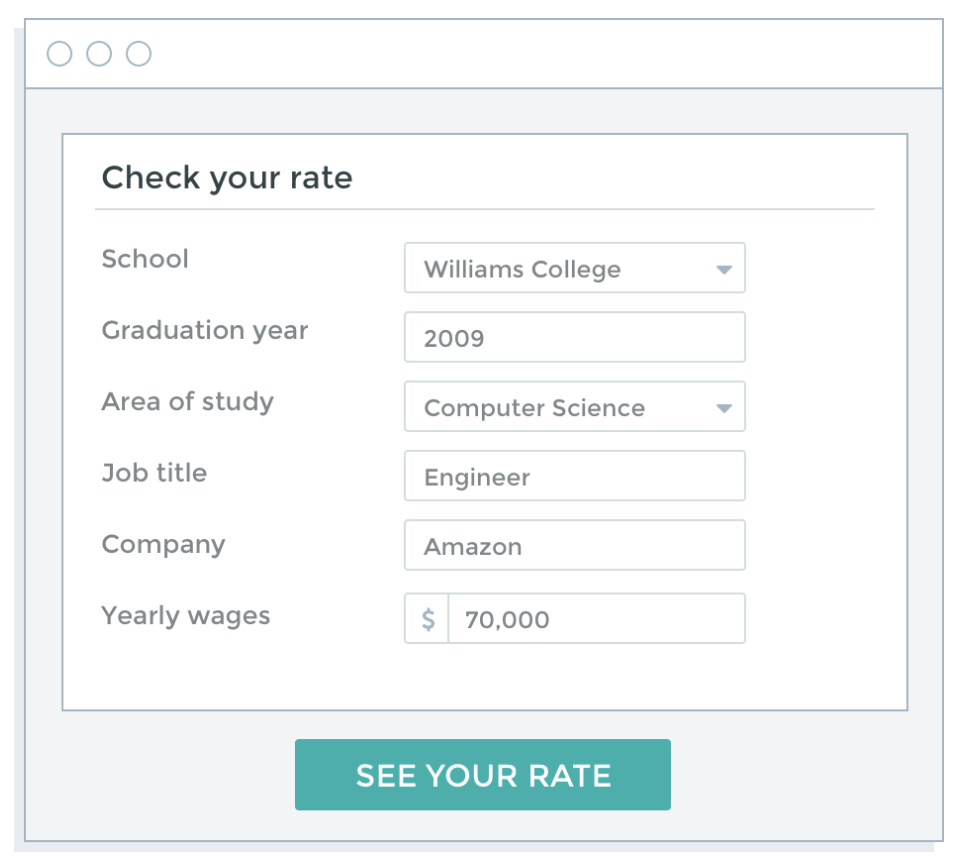 Check your rate
School Williams College
Graduation year 2009
Area of study Computer Science
Job title Engineer
Company Amazon
Yearly wages $ 70,000
SEE YOUR RATE